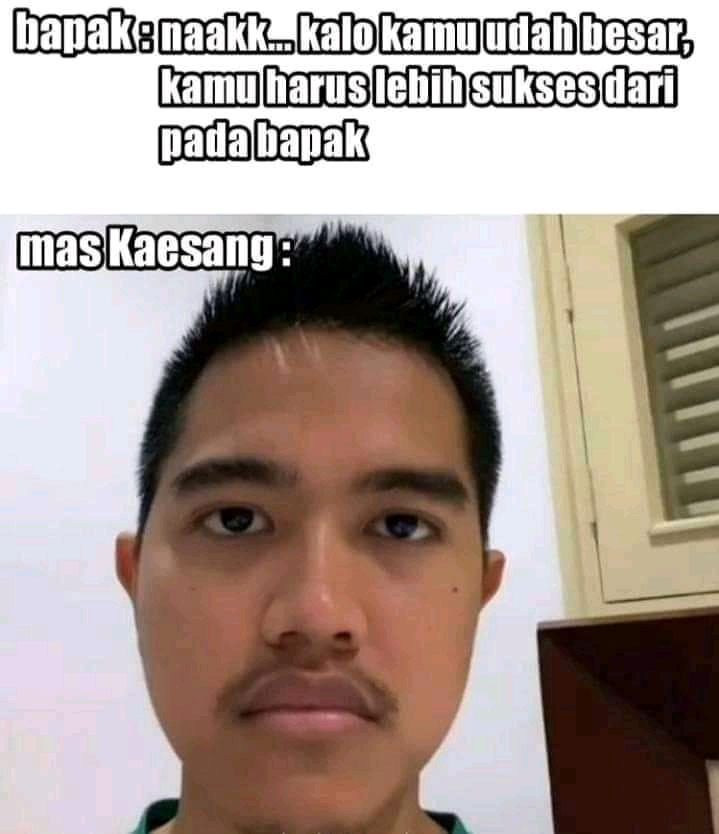 bapak : naakk... kalo kamu udah besar,
kamu harus lebih sukses dari
pada bapak
mas Kaesang :